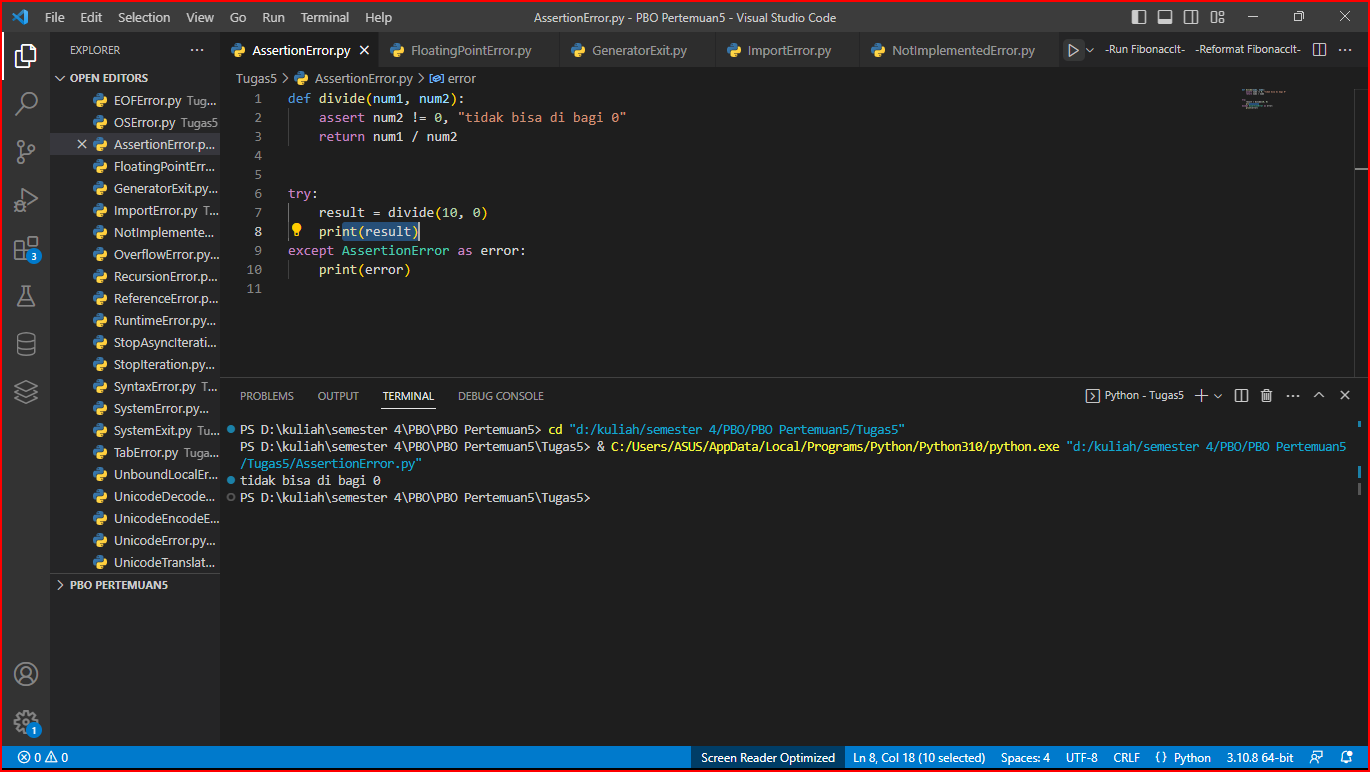 File Edit Selection View Go Run Terminal Help AssertionError.py - PBO Pertemuan5 - Visual Studio Code
EXPLORER
OPEN EDITORS
EOFError.py Tug...
OSError.py Tugas5
AssertionError.p...
FloatingPointErr...
GeneratorExit.py...
ImportError.py T...
NotImplemente...
OverflowError.py...
RecursionError.p...
ReferenceError.p...
RuntimeError.py...
StopAsyncIterati...
StopIteration.py...
SyntaxError.py T...
SystemError.py...
SystemExit.py Tu...
TabError.py Tuga...
UnboundLocalEr...
UnicodeDecode...
UnicodeEncodeE...
UnicodeError.py...
UnicodeTranslat...
PBO PERTEMUAN5
3
1
AssertionError.py FloatingPointError.py GeneratorExit.py ImportError.py NotImplementedError.py -Run FibonaccIt- -Reformat FibonaccIt-
Tugas5 > AssertionError.py > error
1 def divide(num1, num2):
2 assert num2 != 0, "tidak bisa di bagi 0"
3 return num1 / num2
4
5
6 try:
7 result = divide(10, 0)
8 print(result)
9 except AssertionError as error:
10 print(error)
11
PROBLEMS OUTPUT TERMINAL DEBUG CONSOLE Python - Tugas5
PS D:\kuliah\semester 4\PBO\PBO Pertemuan5> cd "d:/kuliah/semester 4/PBO/PBO Pertemuan5/Tugas5"
PS D:\kuliah\semester 4\PBO\PBO Pertemuan5\Tugas5> & C:/Users/ASUS/AppData/Local/Programs/Python/Python310/python.exe "d:/kuliah/semester 4/PBO/PBO Pertemuan5
/Tugas5/AssertionError.py"
tidak bisa di bagi 0
PS D:\kuliah\semester 4\PBO\PBO Pertemuan5\Tugas5>
0 0 Screen Reader Optimized Ln 8, Col 18 (10 selected) Spaces: 4 UTF-8 CRLF {} Python 3.10.8 64-bit